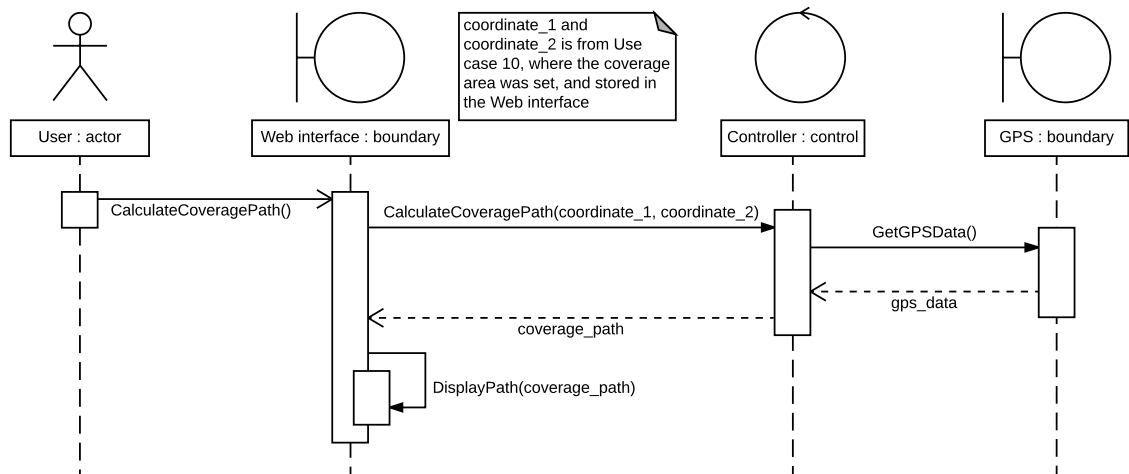 coordinate_1 and
coordinate_2 is from Use
case 10, where the coverage
area was set, and stored in
the Web interface
User : actor
Web interface : boundary
Controller : control
GPS : boundary
CalculateCoveragePath()
CalculateCoveragePath(coordinate_1, coordinate_2)
GetGPSData()
gps_data
coverage_path
DisplayPath(coverage_path)